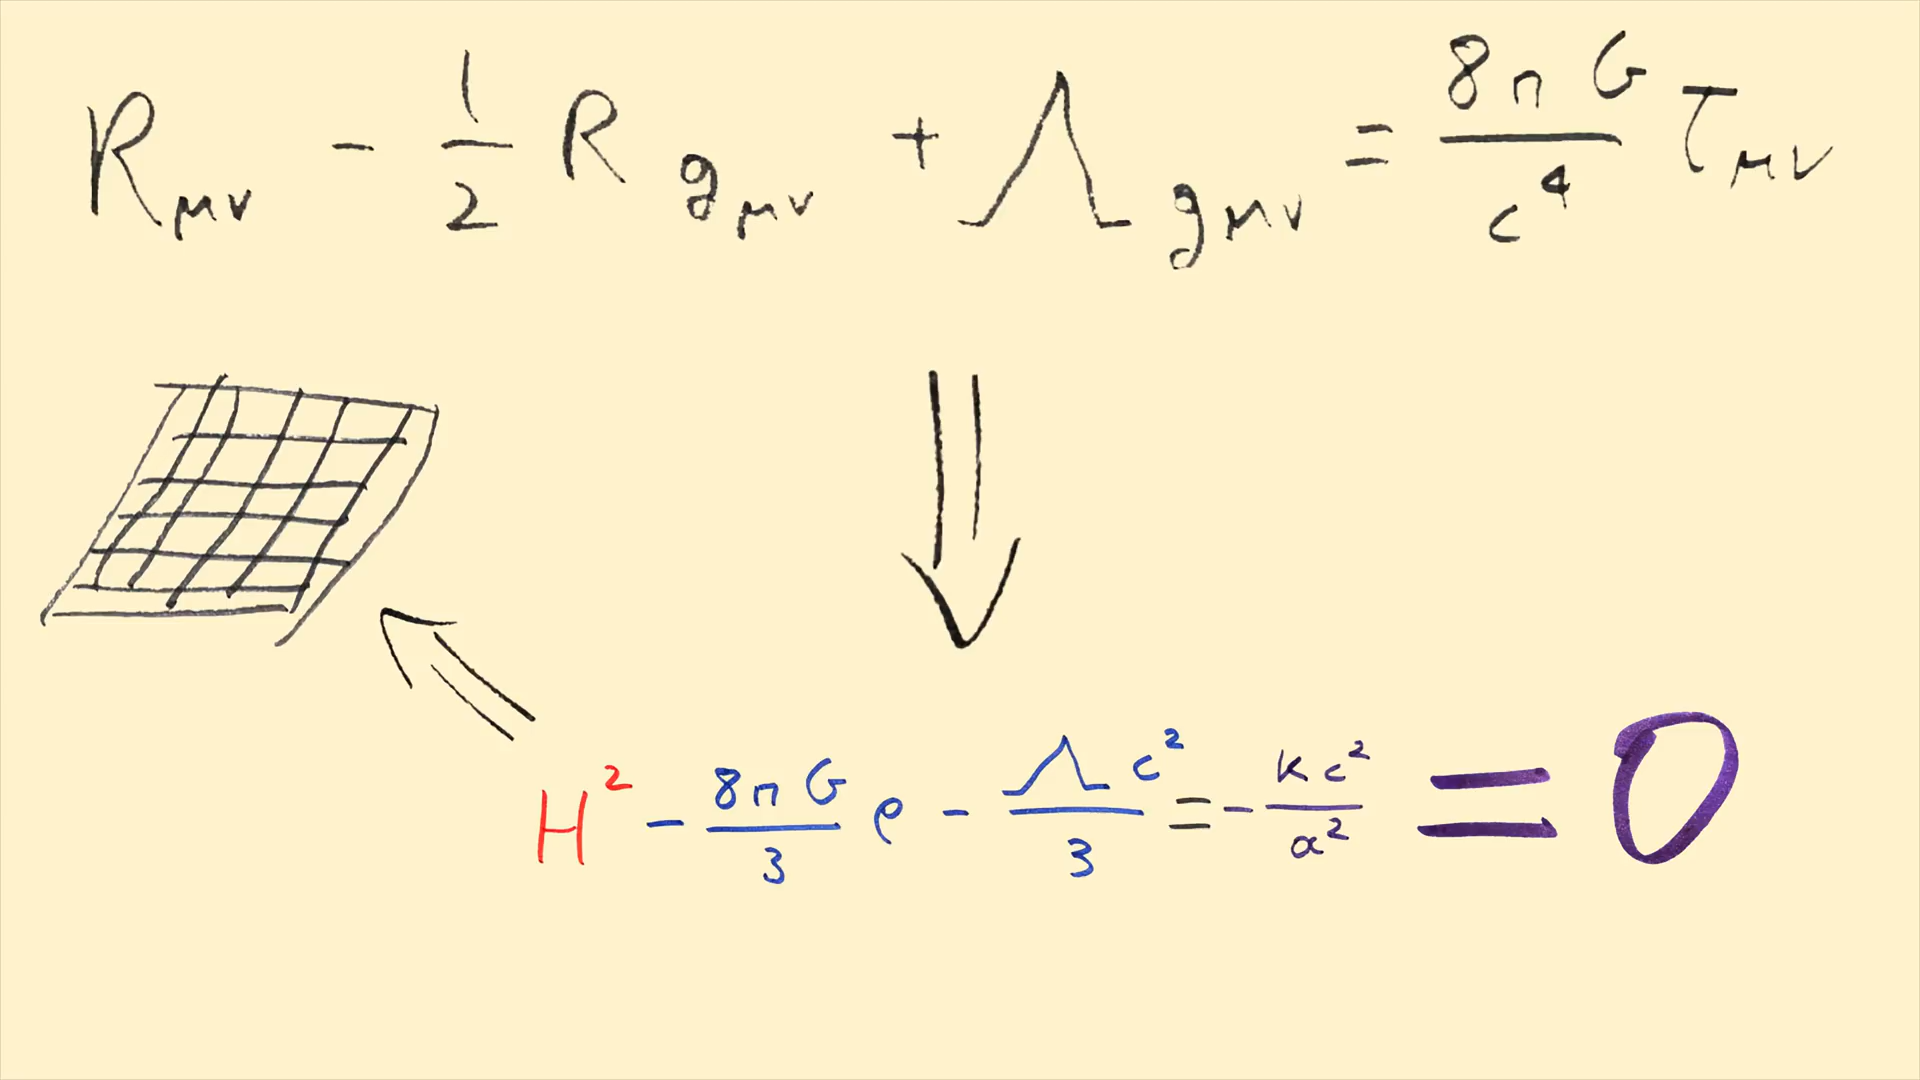 Rμν - 1/2 R gμν + Λ gμν = 8πG/c⁴ Tμν
H² - 8πG/3 ρ - Λc²/3 = - kc²/a² = 0